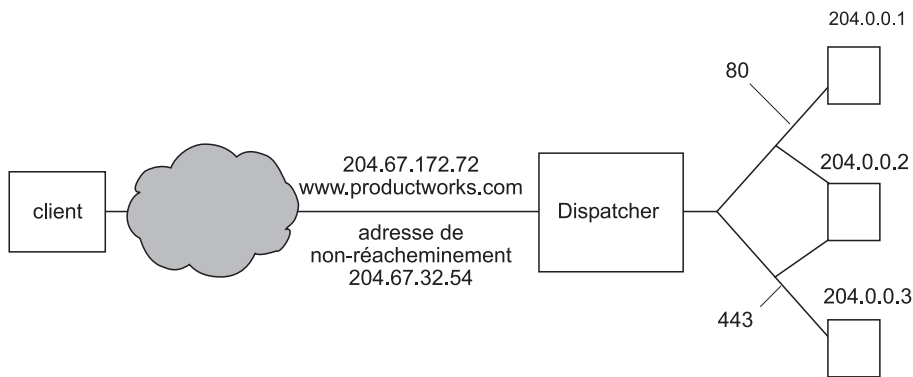 204.0.0.1
80
204.67.172.72
www.productworks.com
204.0.0.2
client
Dispatcher
adresse de
non-réacheminement
204.67.32.54
204.0.0.3
443